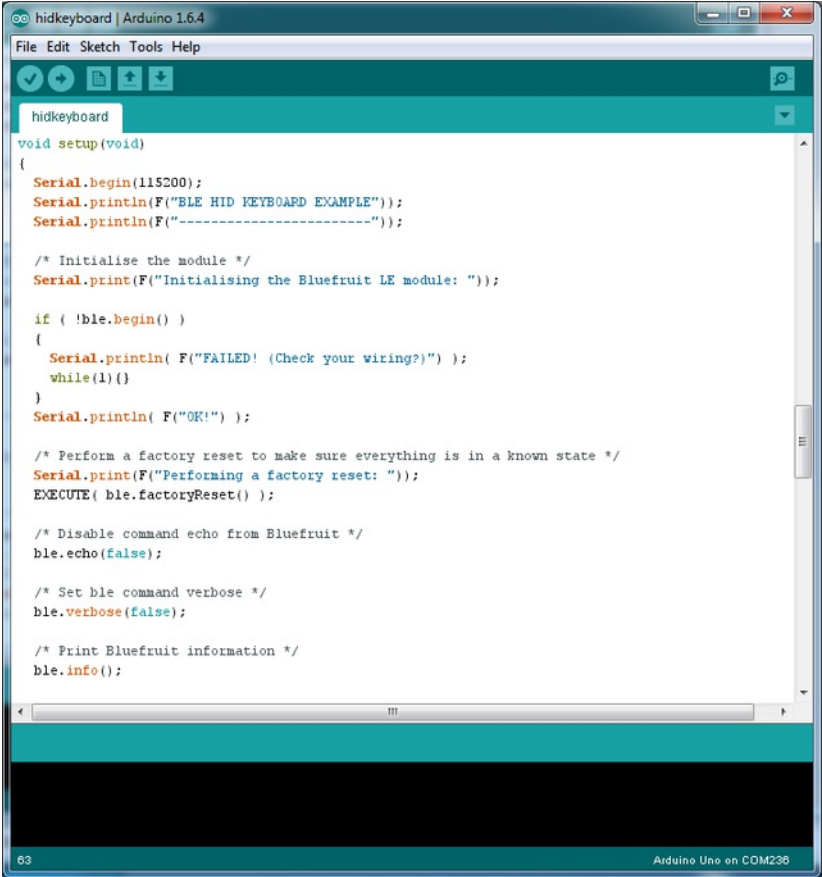 hidkeyboard | Arduino 1.6.4
File Edit Sketch Tools Help
hidkeyboard
void setup(void)
{
  Serial.begin(115200);
  Serial.println(F("BLE HID KEYBOARD EXAMPLE"));
  Serial.println(F("------------------------"));
  /* Initialise the module */
  Serial.print(F("Initialising the Bluefruit LE module: "));
  if ( !ble.begin() )
  {
    Serial.println( F("FAILED! (Check your wiring?)") );
    while(1){}
  }
  Serial.println( F("OK!") );
  /* Perform a factory reset to make sure everything is in a known state */
  Serial.print(F("Performing a factory reset: "));
  EXECUTE( ble.factoryReset() );
  /* Disable command echo from Bluefruit */
  ble.echo(false);
  /* Set ble command verbose */
  ble.verbose(false);
  /* Print Bluefruit information */
  ble.info();
63 Arduino Uno on COM236